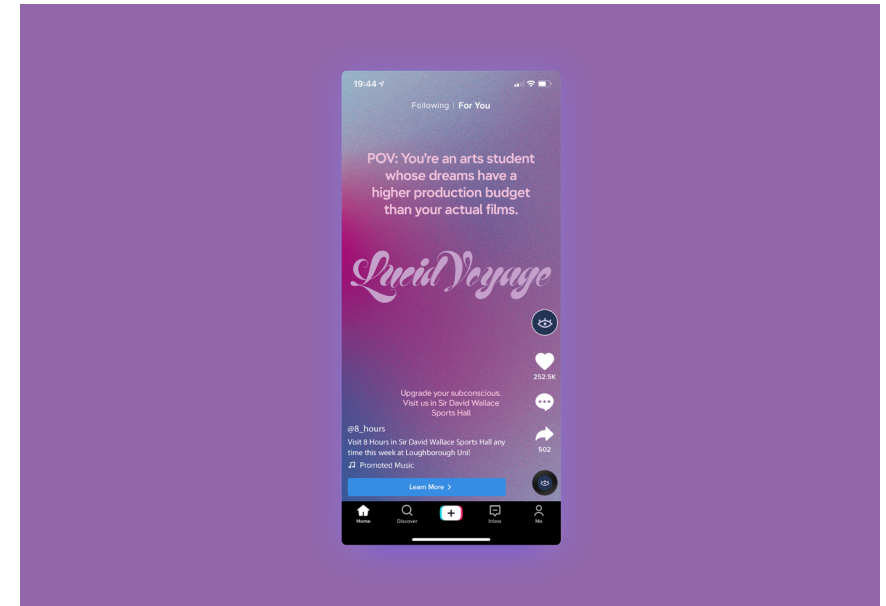 19:44
Following | For You
POV: You're an arts student
whose dreams have a
higher production budget
than your actual films.
Lucid Voyage
252.5K
Upgrade your subconscious.
Visit us in Sir David Wallace
Sports Hall
@8_hours
Visit 8 Hours in Sir David Wallace Sports Hall any
time this week at Loughborough Uni!
502
Promoted Music
Learn More >
Home
Discover
Inbox
Me